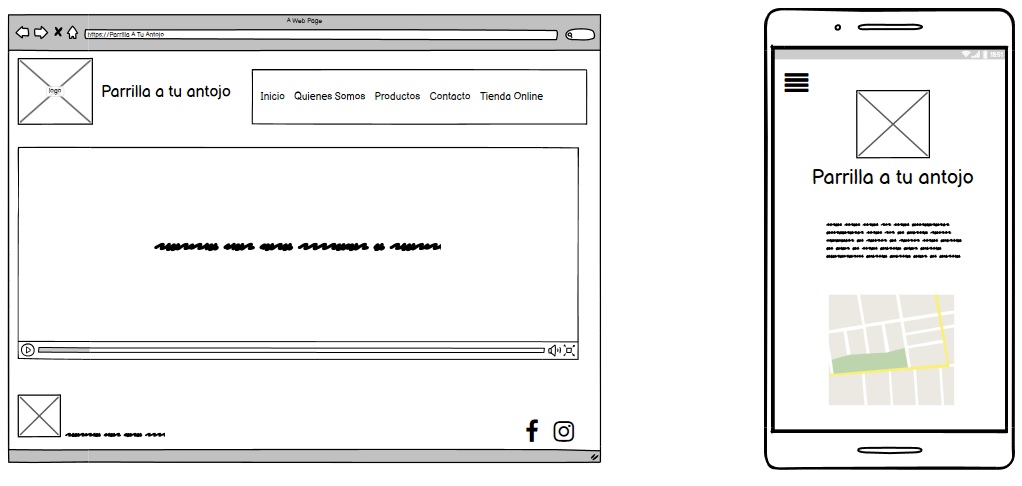 A Web Page
https://Parrilla A Tu Antojo
logo
Parrilla a tu antojo
Inicio Quienes Somos Productos Contacto Tienda Online
Parrilla a tu antojo